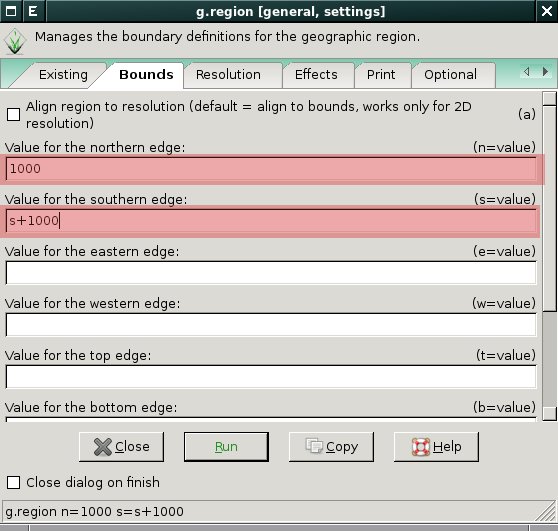 g.region [general, settings]
Manages the boundary definitions for the geographic region.
Existing Bounds Resolution Effects Print Optional
Align region to resolution (default = align to bounds, works only for 2D (a)
resolution)
Value for the northern edge: (n=value)
1000
Value for the southern edge: (s=value)
s+1000
Value for the eastern edge: (e=value)
Value for the western edge: (w=value)
Value for the top edge: (t=value)
Value for the bottom edge: (b=value)
Close Run Copy Help
Close dialog on finish
g.region n=1000 s=s+1000